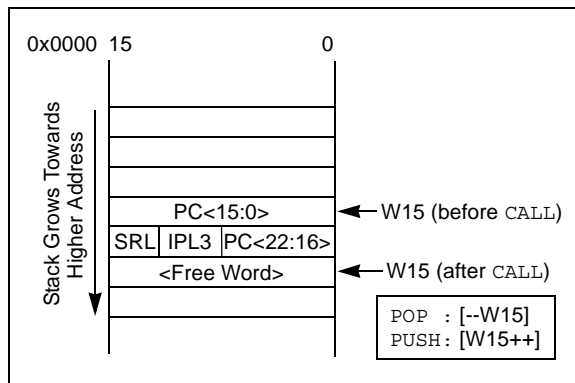 0x0000 15 0
Stack Grows Towards
Higher Address
PC<15:0>
W15 (before CALL)
SRL IPL3 PC<22:16>
<Free Word>
W15 (after CALL)
POP : [--W15]
PUSH: [W15++]